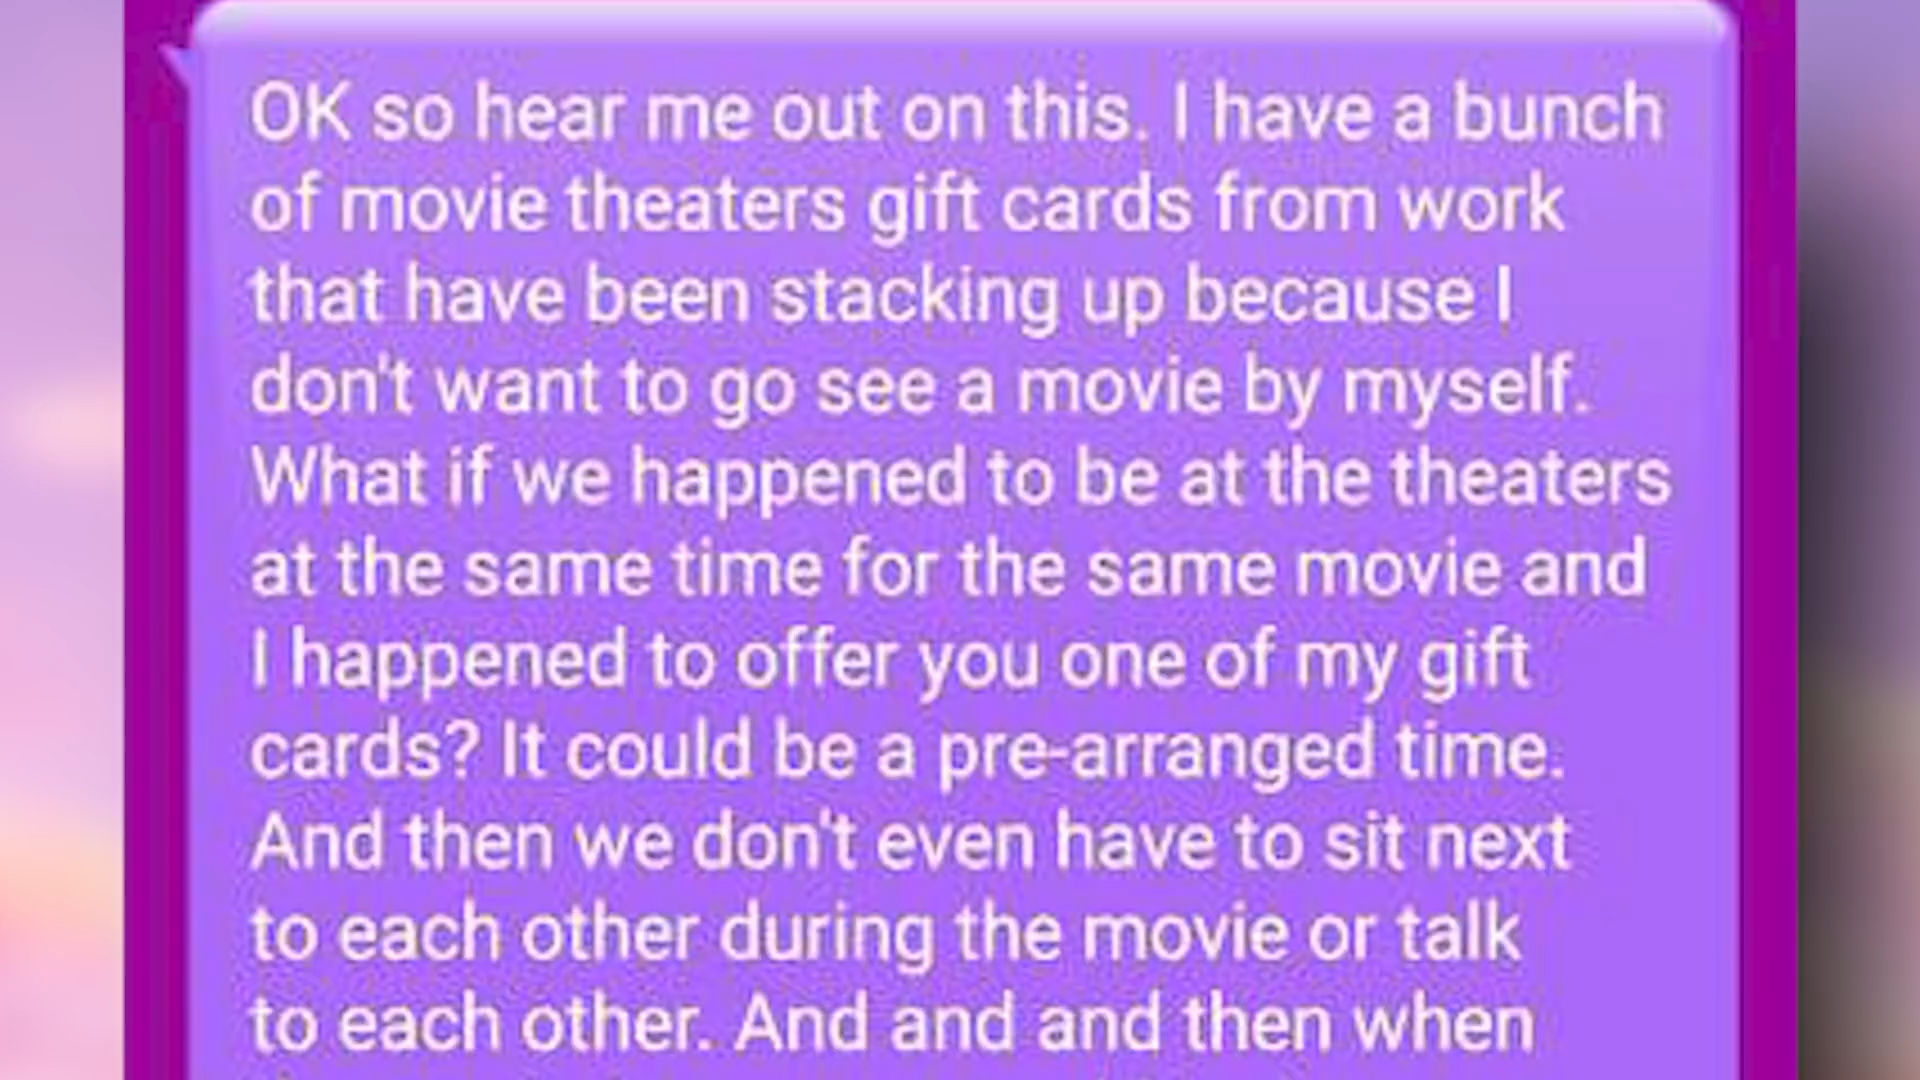 OK so hear me out on this. I have a bunch
of movie theaters gift cards from work
that have been stacking up because I
don't want to go see a movie by myself.
What if we happened to be at the theaters
at the same time for the same movie and
I happened to offer you one of my gift
cards? It could be a pre-arranged time.
And then we don't even have to sit next
to each other during the movie or talk
to each other. And and and then when